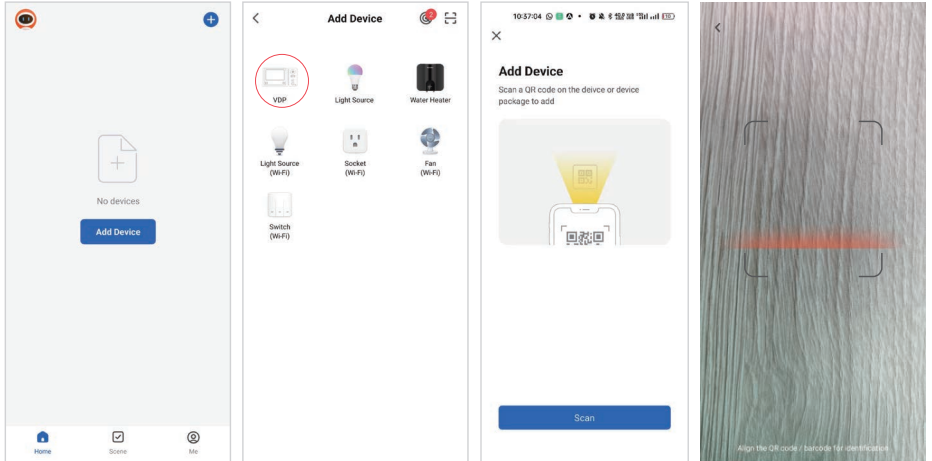 No devices
Add Device
Home
Scene
Me
Add Device
2
VDP
Light Source
Water Heater
Light Source
(Wi-Fi)
Socket
(Wi-Fi)
Fan
(Wi-Fi)
Switch
(Wi-Fi)
10:37:04
Add Device
Scan a QR code on the deivce or device
package to add
Scan
Align the QR code / barcode for identification